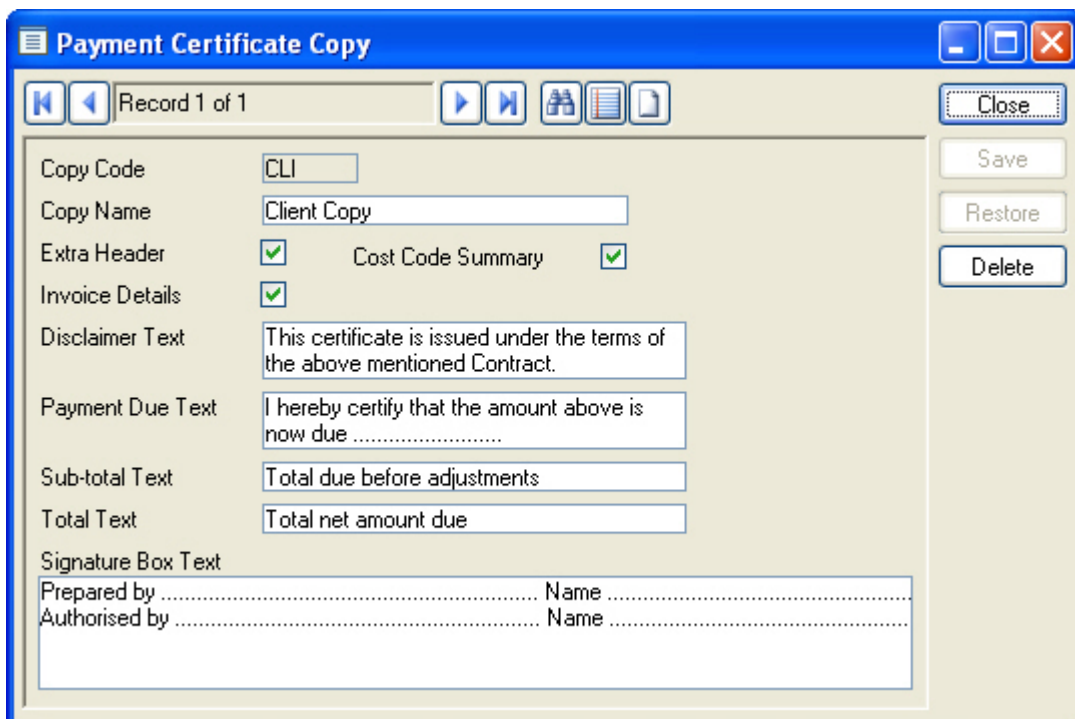 Payment Certificate Copy
Record 1 of 1
Close
Copy Code CLI
Save
Copy Name Client Copy
Restore
Extra Header Cost Code Summary
Delete
Invoice Details
Disclaimer Text This certificate is issued under the terms of
the above mentioned Contract.
Payment Due Text I hereby certify that the amount above is
now due .........................
Sub-total Text Total due before adjustments
Total Text Total net amount due
Signature Box Text
Prepared by ............................................................... Name ...................................................
Authorised by ............................................................. Name ..................................................